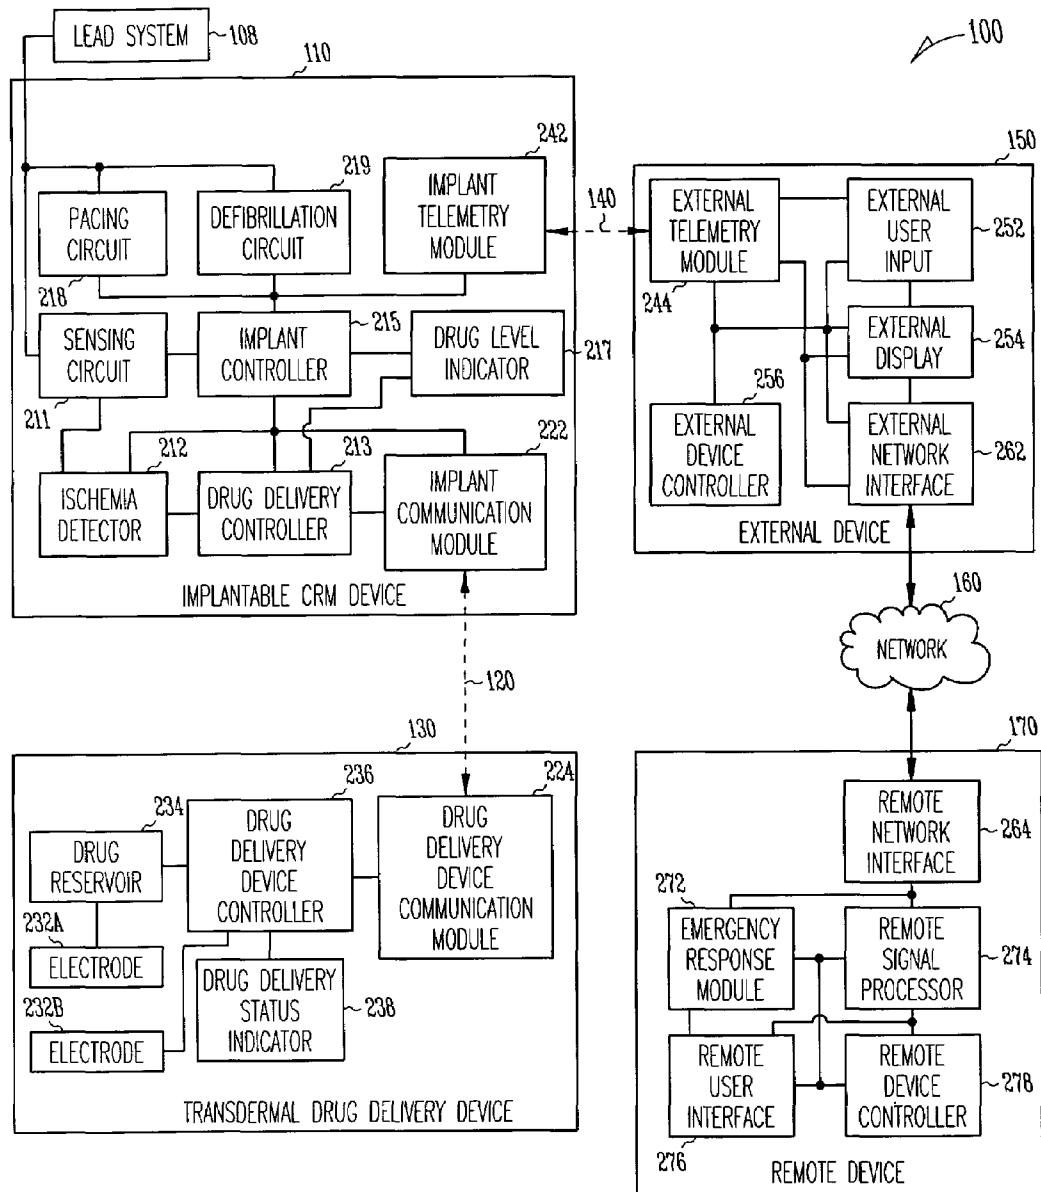 LEAD SYSTEM
108
100
110
242
219
IMPLANT
TELEMETRY
MODULE
PACING
CIRCUIT
218
DEFIBRILLATION
CIRCUIT
215
SENSING
CIRCUIT
211
IMPLANT
CONTROLLER
DRUG LEVEL
INDICATOR
217
212
213
222
ISCHEMIA
DETECTOR
DRUG DELIVERY
CONTROLLER
IMPLANT
COMMUNICATION
MODULE
IMPLANTABLE CRM DEVICE
140
150
EXTERNAL
TELEMETRY
MODULE
244
EXTERNAL
USER
INPUT
252
EXTERNAL
DISPLAY
254
256
EXTERNAL
DEVICE
CONTROLLER
EXTERNAL
NETWORK
INTERFACE
262
EXTERNAL DEVICE
160
NETWORK
120
130
234
236
224
DRUG
RESERVOIR
DRUG
DELIVERY
DEVICE
CONTROLLER
DRUG
DELIVERY
DEVICE
COMMUNICATION
MODULE
232A
ELECTRODE
232B
ELECTRODE
DRUG DELIVERY
STATUS
INDICATOR
238
TRANSDERMAL DRUG DELIVERY DEVICE
170
REMOTE
NETWORK
INTERFACE
264
272
EMERGENCY
RESPONSE
MODULE
REMOTE
SIGNAL
PROCESSOR
274
REMOTE
USER
INTERFACE
276
REMOTE
DEVICE
CONTROLLER
278
REMOTE DEVICE